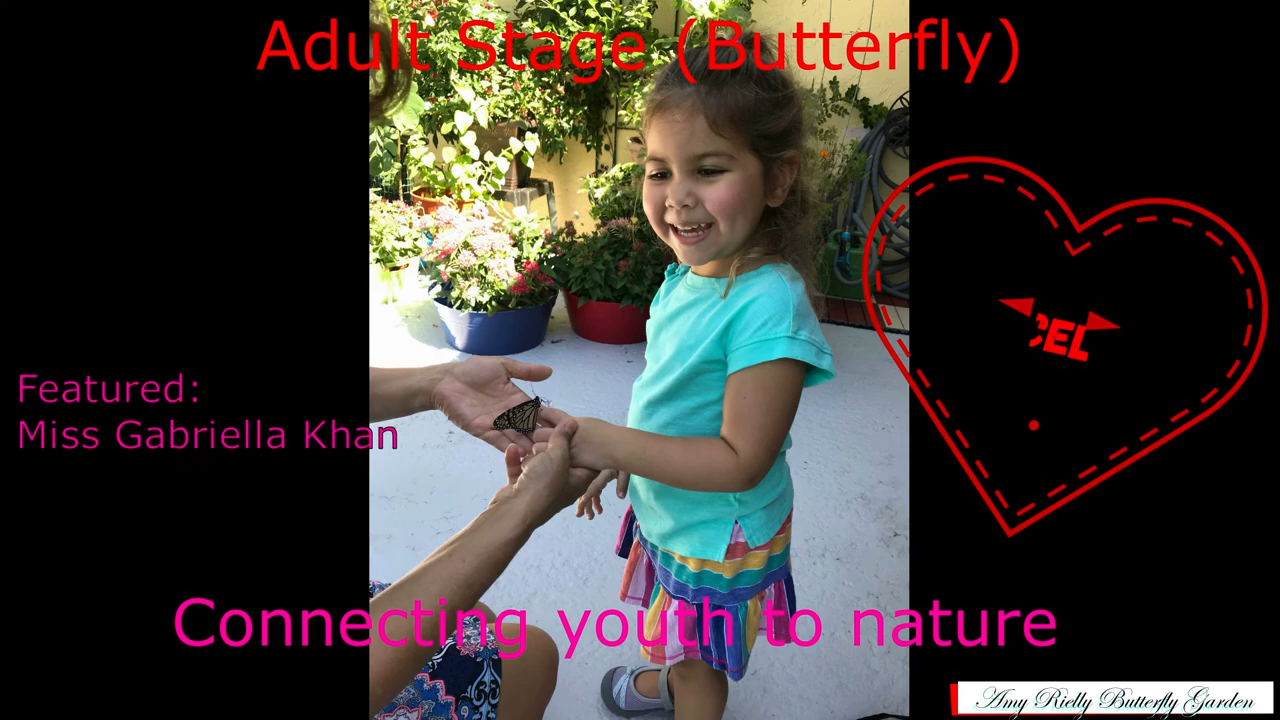 Adult Stage (Butterfly)
Featured:
Miss Gabriella Khan
Connecting youth to nature
Amy Rielly Butterfly Garden